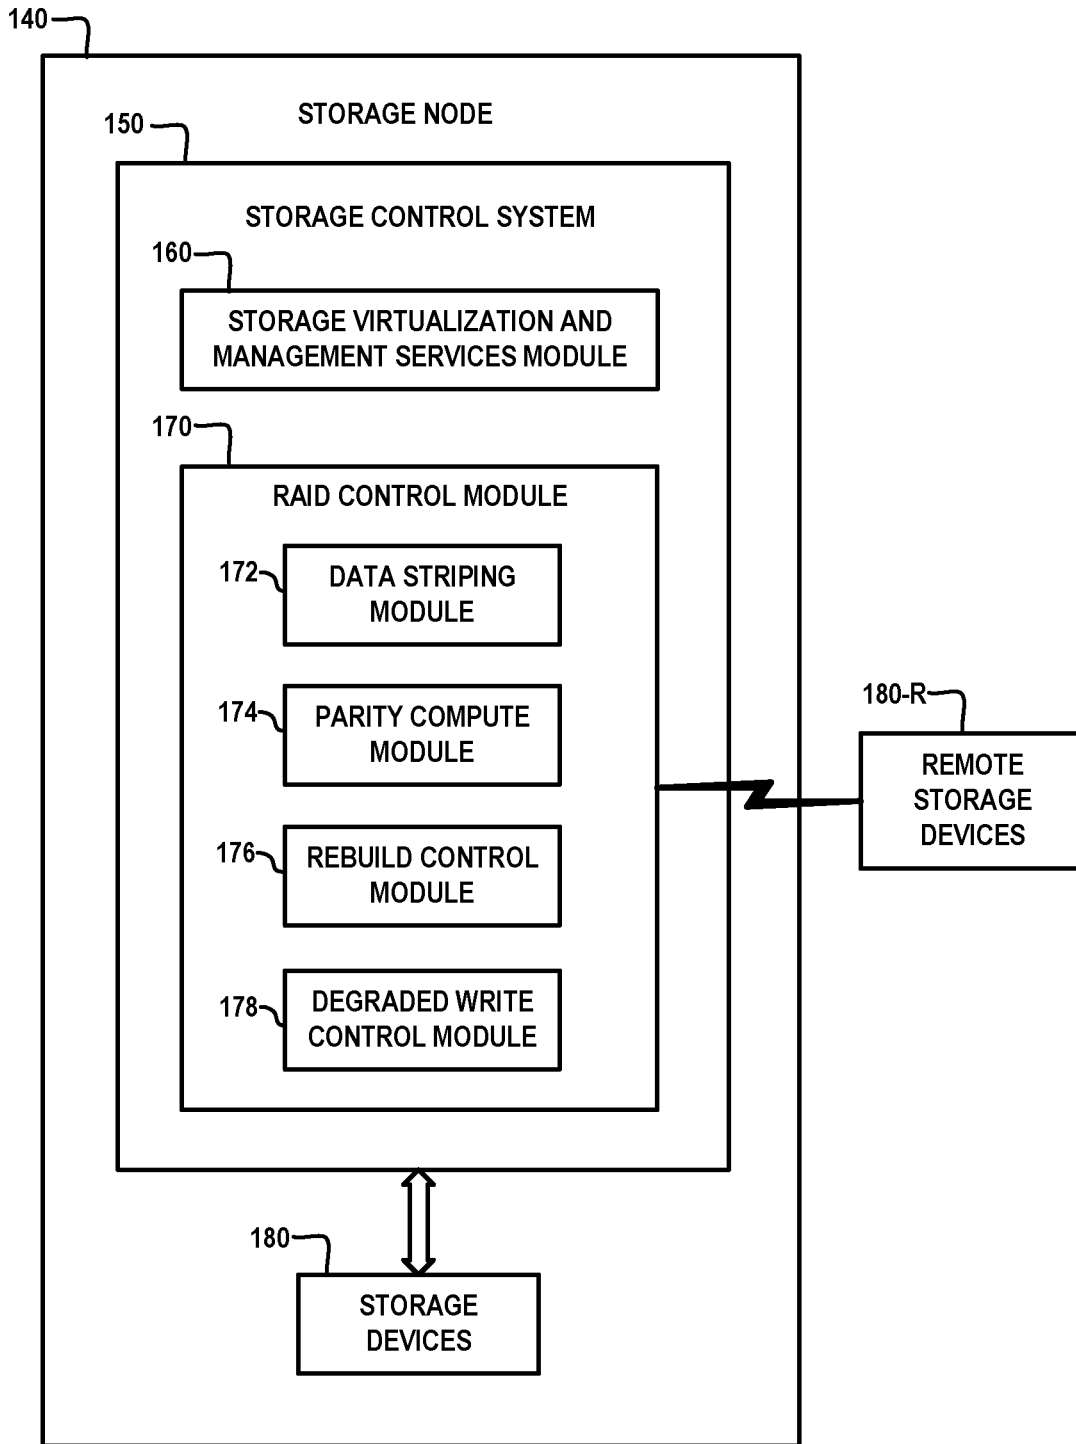 140
STORAGE NODE
150
STORAGE CONTROL SYSTEM
160
STORAGE VIRTUALIZATION AND
MANAGEMENT SERVICES MODULE
170
RAID CONTROL MODULE
172
DATA STRIPING
MODULE
174
PARITY COMPUTE
MODULE
180-R
REMOTE
STORAGE
DEVICES
176
REBUILD CONTROL
MODULE
178
DEGRADED WRITE
CONTROL MODULE
180
STORAGE
DEVICES